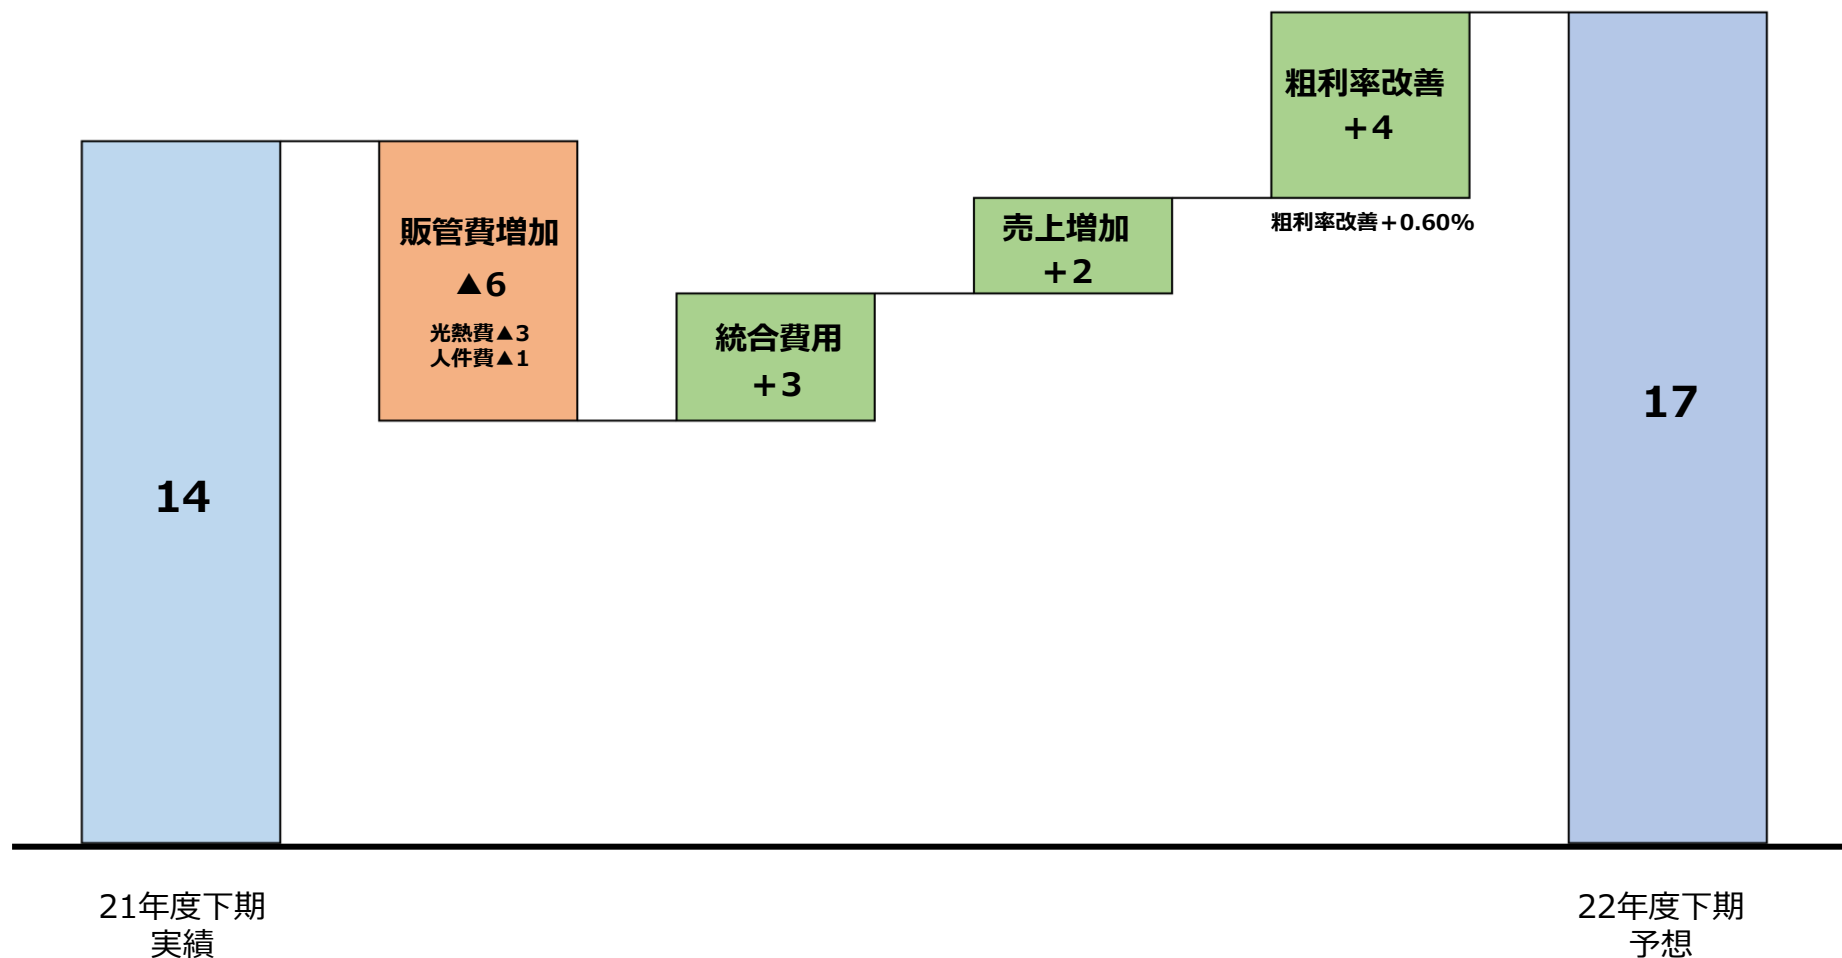 14
21年度下期
実績
販管費増加
▲6
光熱費▲3
人件費▲1
統合費用
+3
売上増加
+2
粗利率改善
+4
粗利率改善+0.60%
17
22年度下期
予想